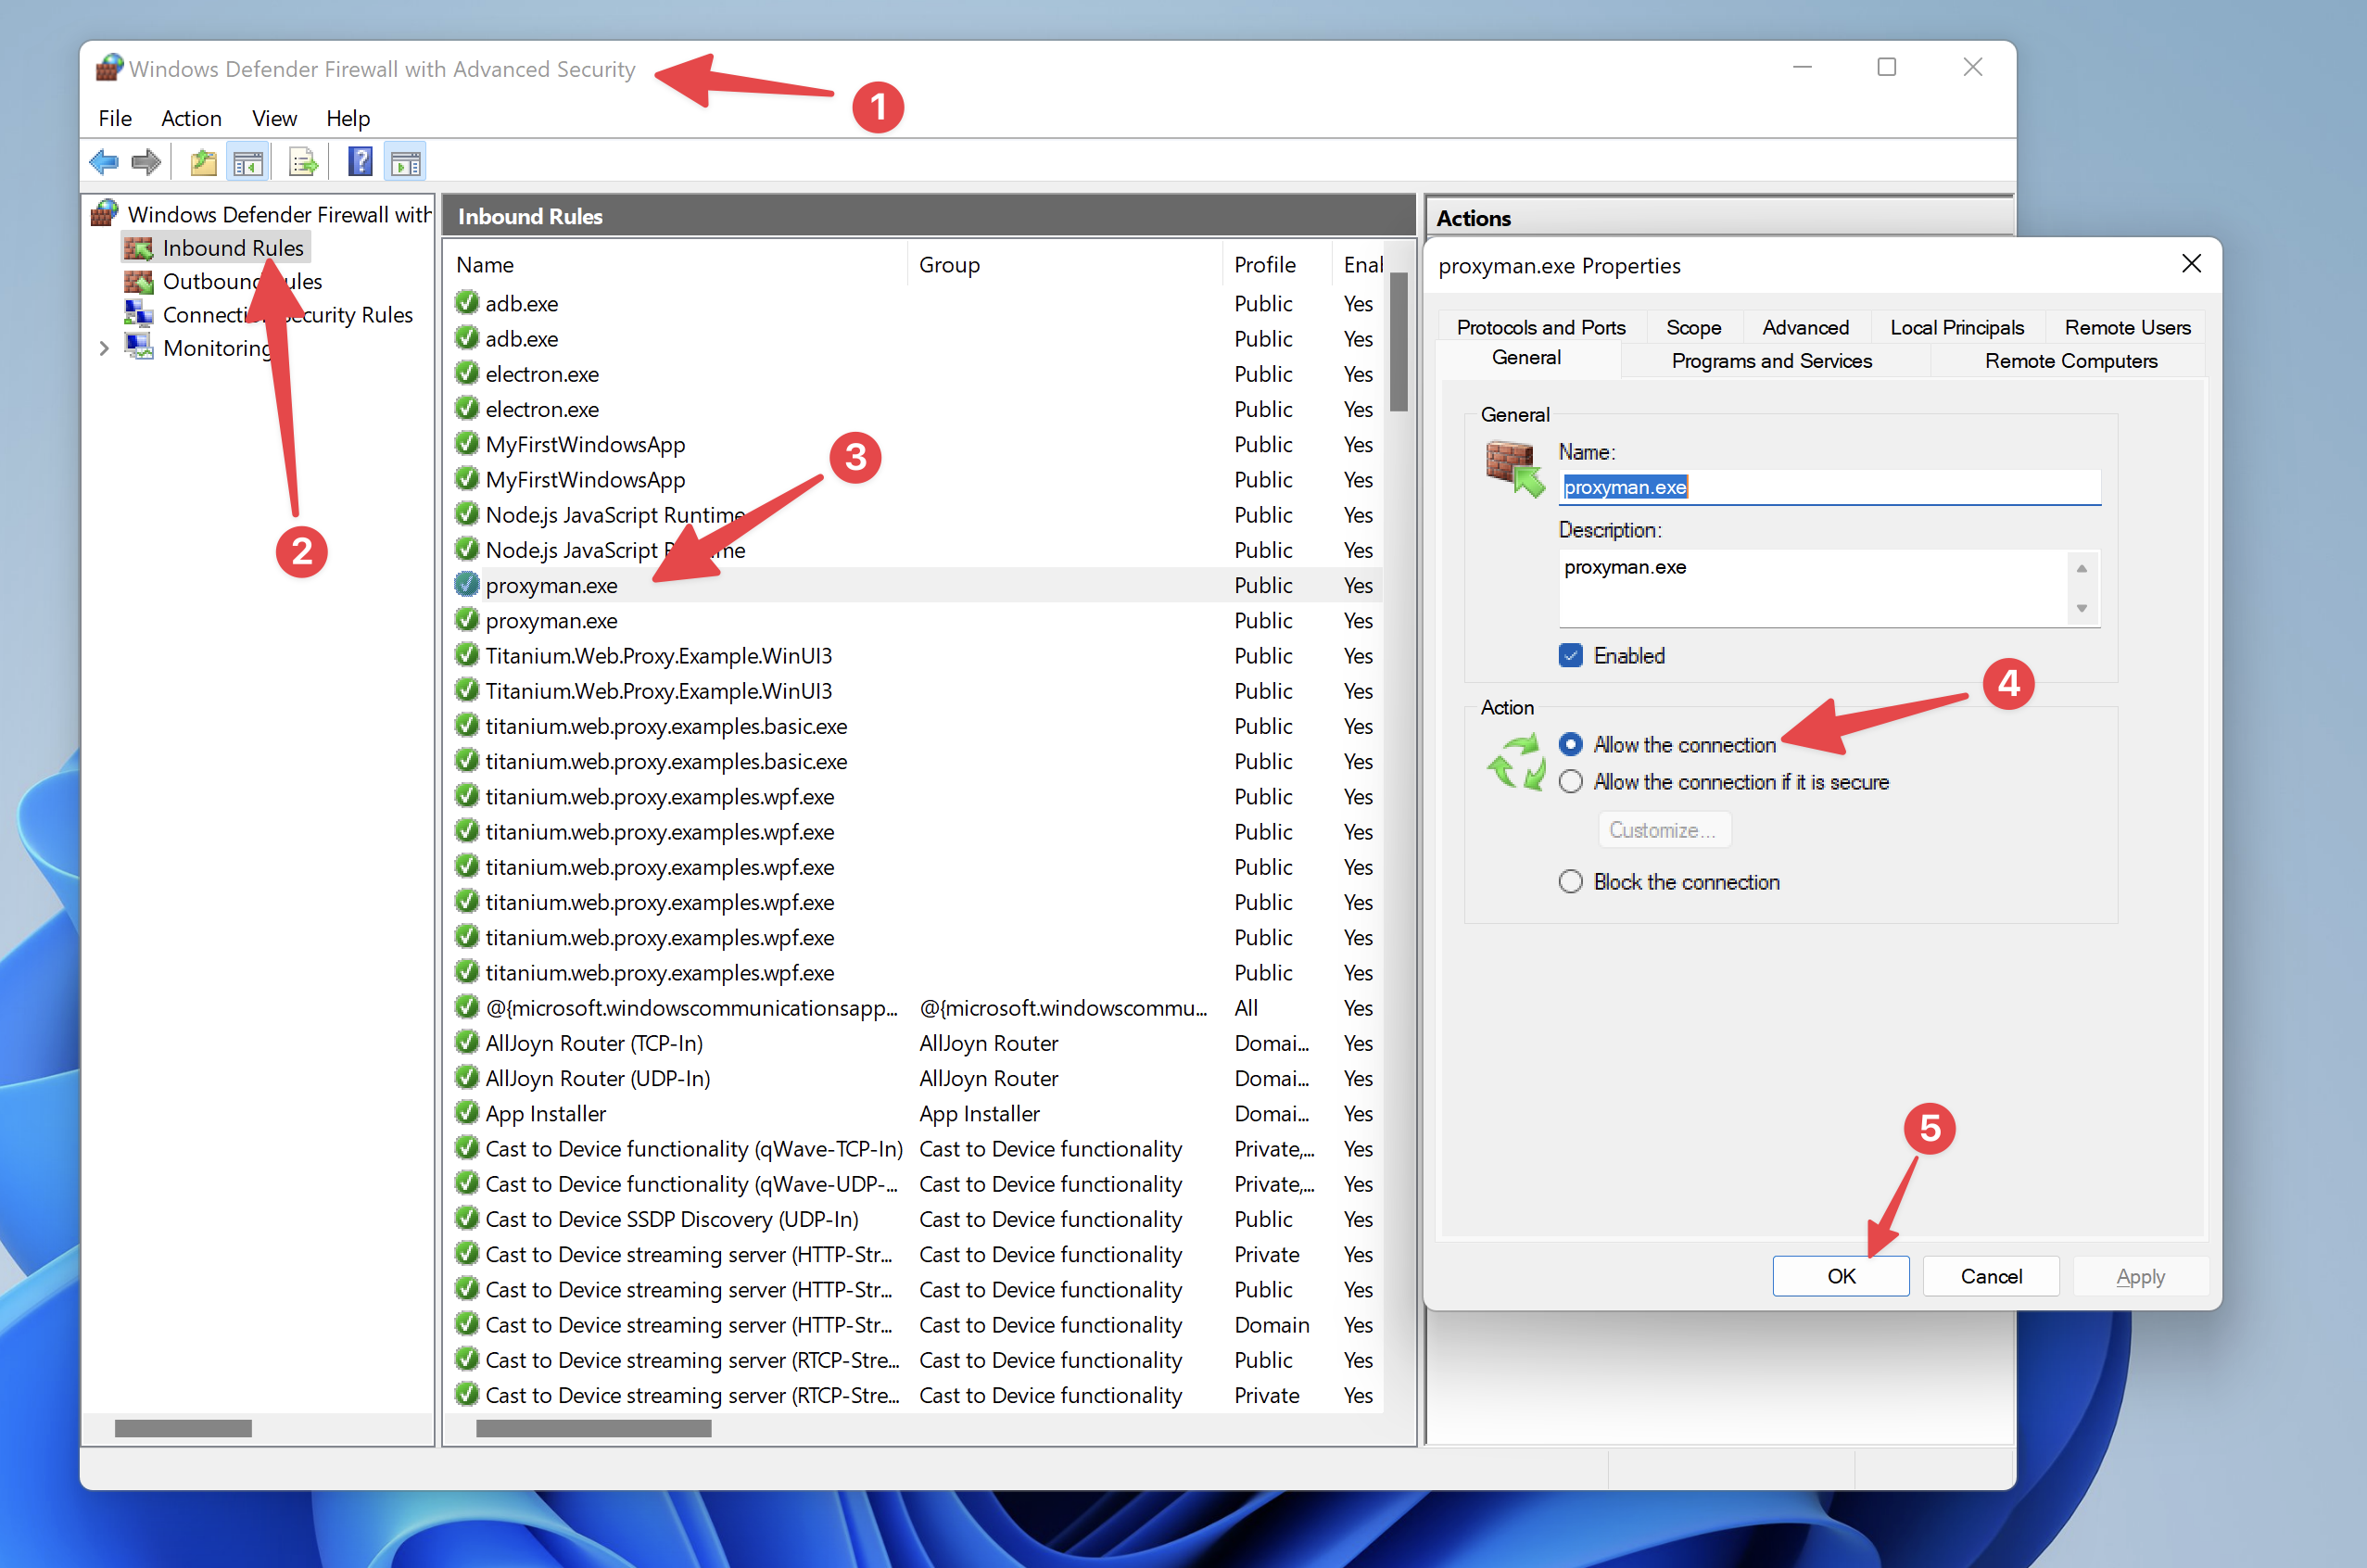 Windows Defender Firewall with Advanced Security
1
File Action View Help
Windows Defender Firewall with
Inbound Rules
Outbound Rules
Connection Security Rules
Monitoring
2
Inbound Rules
Name Group Profile Enal
adb.exe Public Yes
adb.exe Public Yes
electron.exe Public Yes
electron.exe Public Yes
MyFirstWindowsApp Public Yes
MyFirstWindowsApp Public Yes
Node.js JavaScript Runtime Public Yes
Node.js JavaScript Runtime Public Yes
proxyman.exe Public Yes
proxyman.exe Public Yes
Titanium.Web.Proxy.Example.WinUI3 Public Yes
Titanium.Web.Proxy.Example.WinUI3 Public Yes
titanium.web.proxy.examples.basic.exe Public Yes
titanium.web.proxy.examples.basic.exe Public Yes
titanium.web.proxy.examples.wpf.exe Public Yes
titanium.web.proxy.examples.wpf.exe Public Yes
titanium.web.proxy.examples.wpf.exe Public Yes
titanium.web.proxy.examples.wpf.exe Public Yes
titanium.web.proxy.examples.wpf.exe Public Yes
titanium.web.proxy.examples.wpf.exe Public Yes
@{microsoft.windowscommunicationsapp... @{microsoft.windowscommu... All Yes
AllJoyn Router (TCP-In) AllJoyn Router Domai... Yes
AllJoyn Router (UDP-In) AllJoyn Router Domai... Yes
App Installer App Installer Domai... Yes
Cast to Device functionality (qWave-TCP-In) Cast to Device functionality Private,... Yes
Cast to Device functionality (qWave-UDP-... Cast to Device functionality Private,... Yes
Cast to Device SSDP Discovery (UDP-In) Cast to Device functionality Public Yes
Cast to Device streaming server (HTTP-Str... Cast to Device functionality Private Yes
Cast to Device streaming server (HTTP-Str... Cast to Device functionality Public Yes
Cast to Device streaming server (HTTP-Str... Cast to Device functionality Domain Yes
Cast to Device streaming server (RTCP-Stre... Cast to Device functionality Public Yes
Cast to Device streaming server (RTCP-Stre... Cast to Device functionality Private Yes
3
Actions
proxyman.exe Properties
Protocols and Ports Scope Advanced Local Principals Remote Users
General Programs and Services Remote Computers
General
Name:
proxyman.exe
Description:
proxyman.exe
Enabled
4
Action
Allow the connection
Allow the connection if it is secure
Customize...
Block the connection
5
OK Cancel Apply